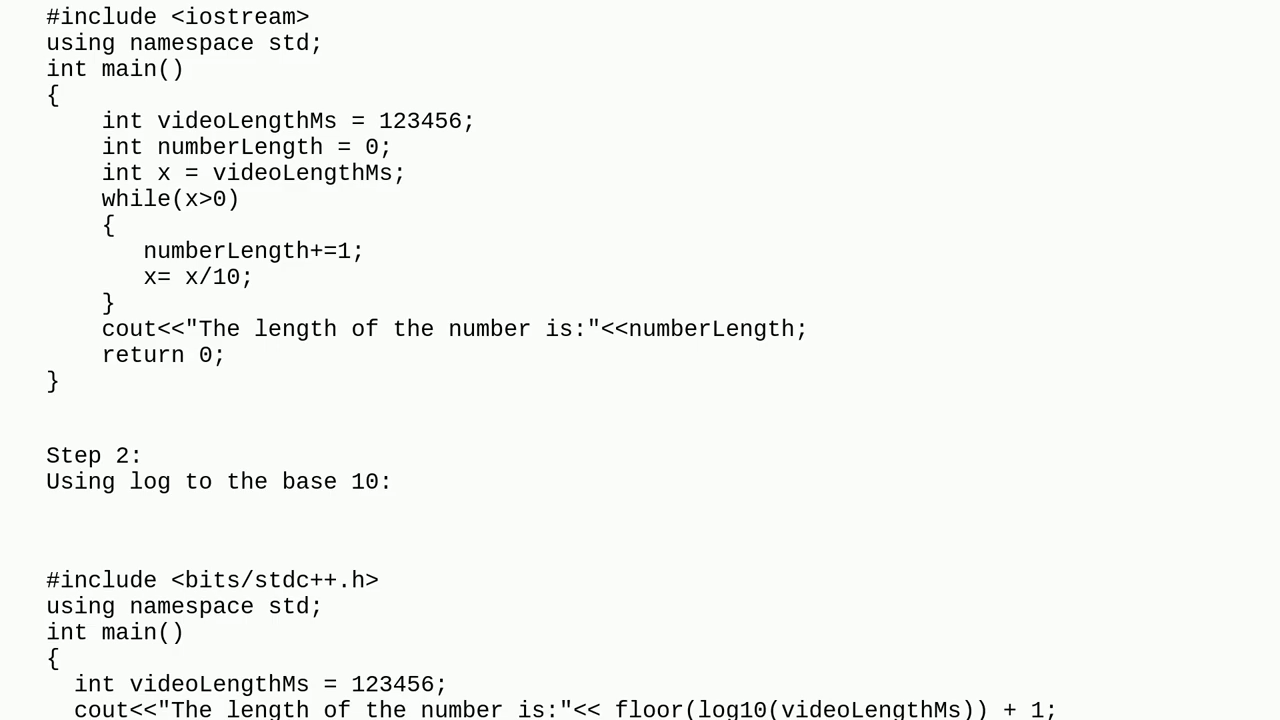 #include <iostream>
using namespace std;
int main()
{
    int videoLengthMs = 123456;
    int numberLength = 0;
    int x = videoLengthMs;
    while(x>0)
    {
       numberLength+=1;
       x= x/10;
    }
    cout<<"The length of the number is:"<<numberLength;
    return 0;
}
Step 2:
Using log to the base 10:
#include <bits/stdc++.h>
using namespace std;
int main()
{
  int videoLengthMs = 123456;
  cout<<"The length of the number is:"<< floor(log10(videoLengthMs)) + 1;